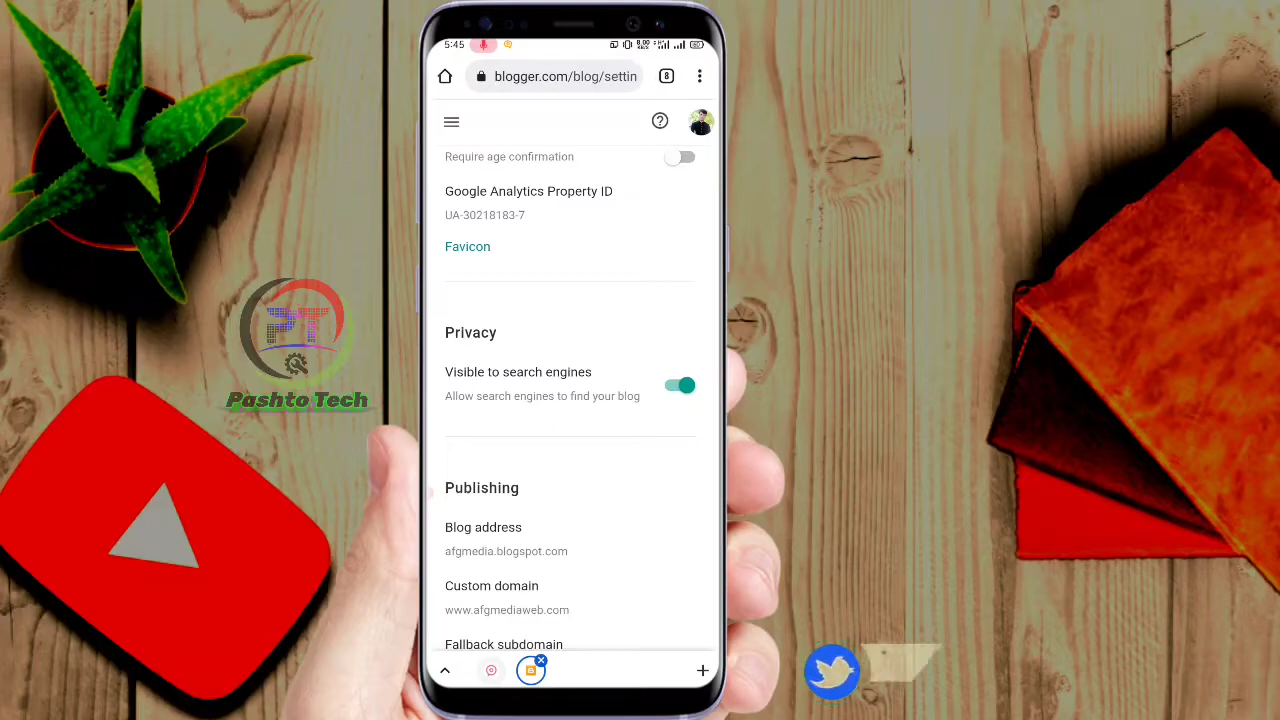 5:45
blogger.com/blog/settin
8
Require age confirmation
Google Analytics Property ID
UA-30218183-7
Favicon
Privacy
Visible to search engines
Allow search engines to find your blog
Publishing
Blog address
afgmedia.blogspot.com
Custom domain
www.afgmediaweb.com
Fallback subdomain
PT
Pashto Tech